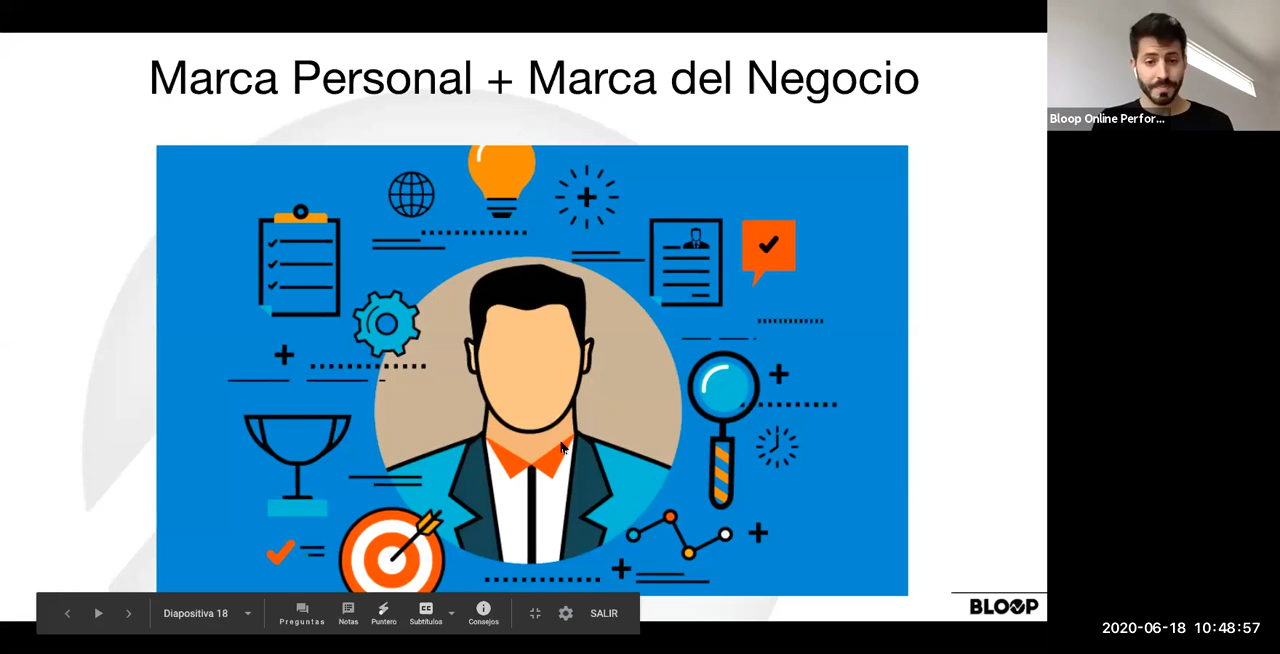 Marca Personal + Marca del Negocio
Bloop Online Perfor...
Diapositiva 18
Preguntas
Notas
Puntero
Subtítulos
Consejos
SALIR
BLOOP
2020-06-18 10:48:57